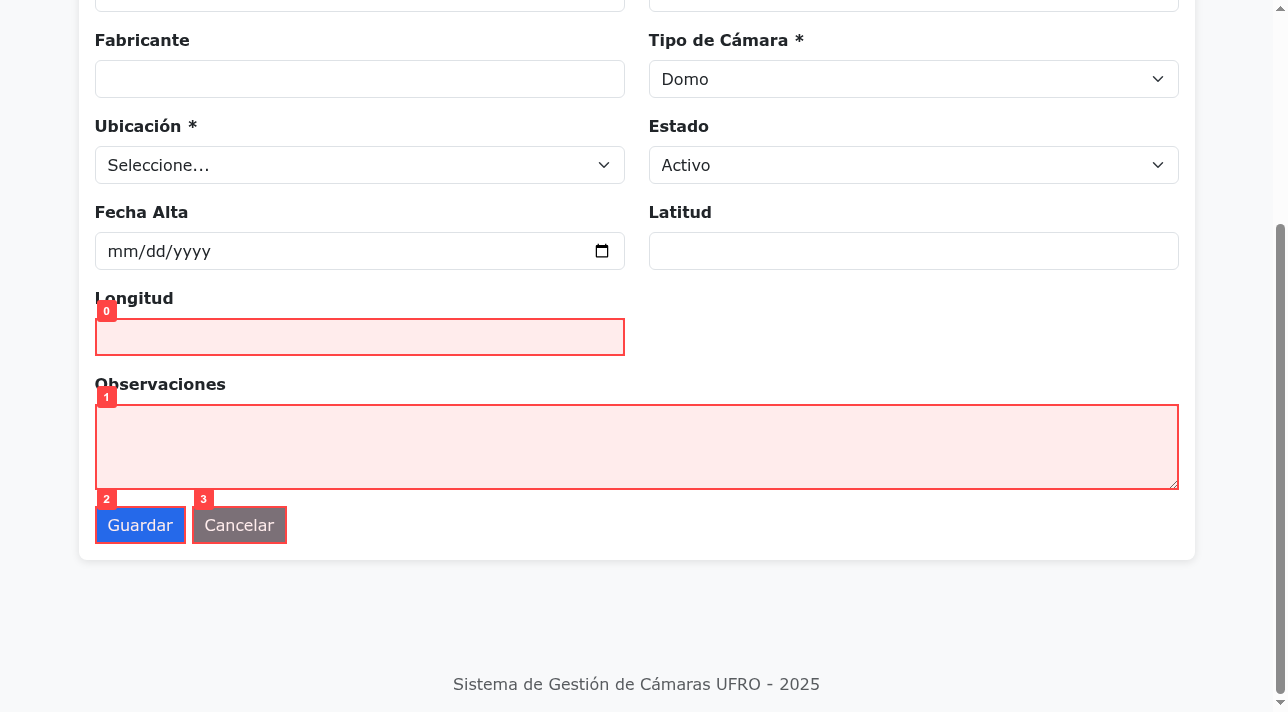 Fabricante
Tipo de Cámara *
Domo
Ubicación *
Estado
Seleccione...
Activo
Fecha Alta
Latitud
mm/dd/yyyy
Longitud
0
Observaciones
1
2
3
Guardar
Cancelar
Sistema de Gestión de Cámaras UFRO - 2025